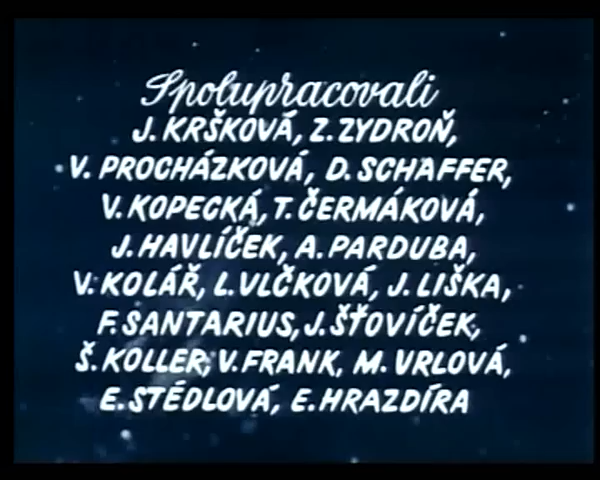 Spolupracovali
J. KRŠKOVÁ, Z. ZYDROŇ,
V. PROCHÁZKOVÁ, D. SCHAFFER,
V. KOPECKÁ, T. ČERMÁKOVÁ,
J. HAVLÍČEK, A. PARDUBA,
V. KOLÁŘ, L. VLČKOVÁ, J. LIŠKA,
F. SANTARIUS, J. ŠŤOVÍČEK,
Š. KOLLER, V. FRANK, M. VRLOVÁ,
E. STÉDLOVÁ, E. HRAZDÍRA